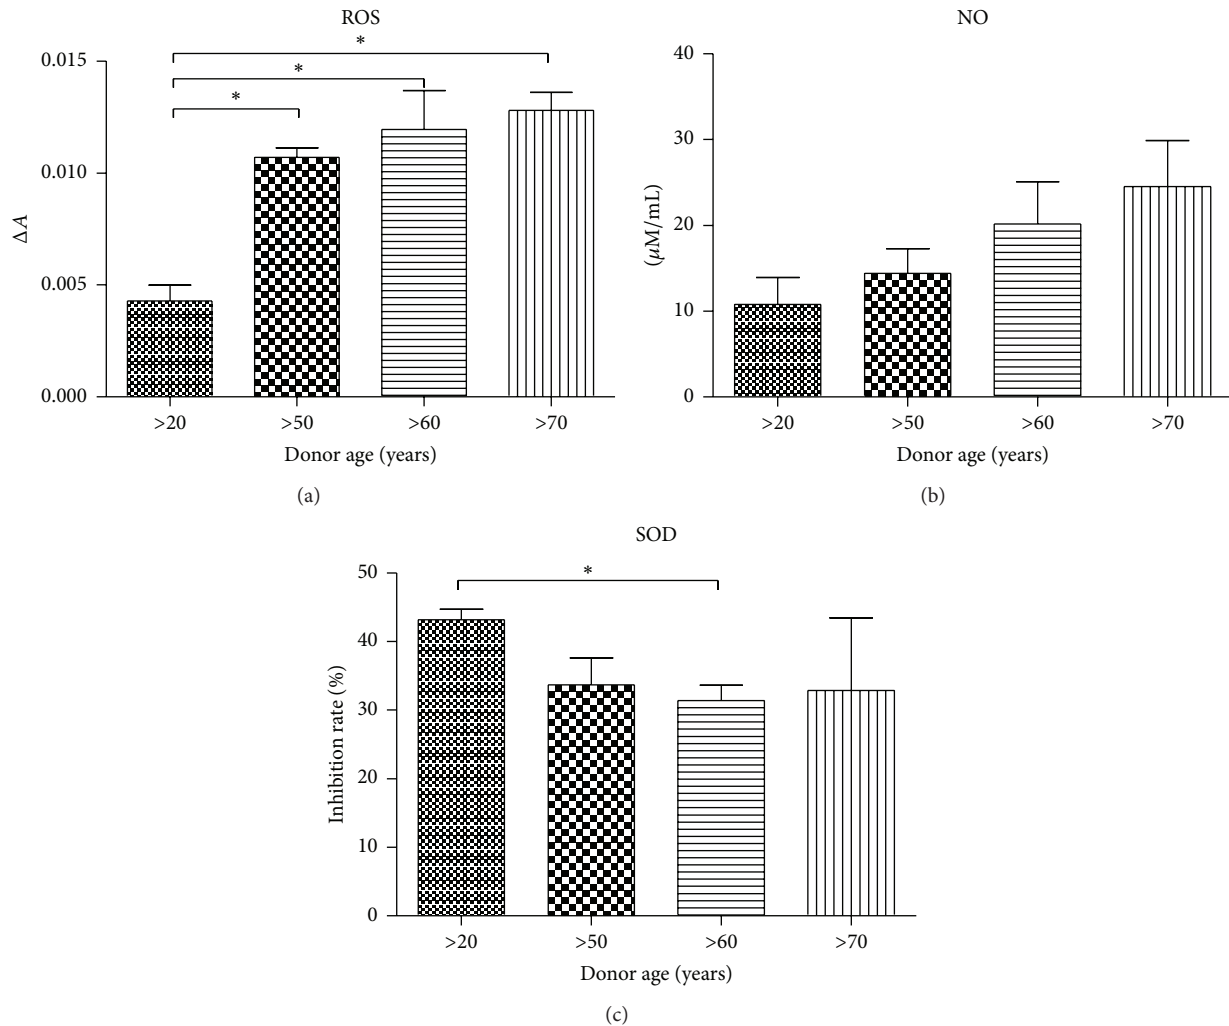 ROS
*
*
*
0.015
0.010
0.005
0.000
ΔA
>20 >50 >60 >70
Donor age (years)
(a)
NO
40
30
20
10
0
(μM/mL)
>20 >50 >60 >70
Donor age (years)
(b)
SOD
*
50
40
30
20
10
0
Inhibition rate (%)
>20 >50 >60 >70
Donor age (years)
(c)